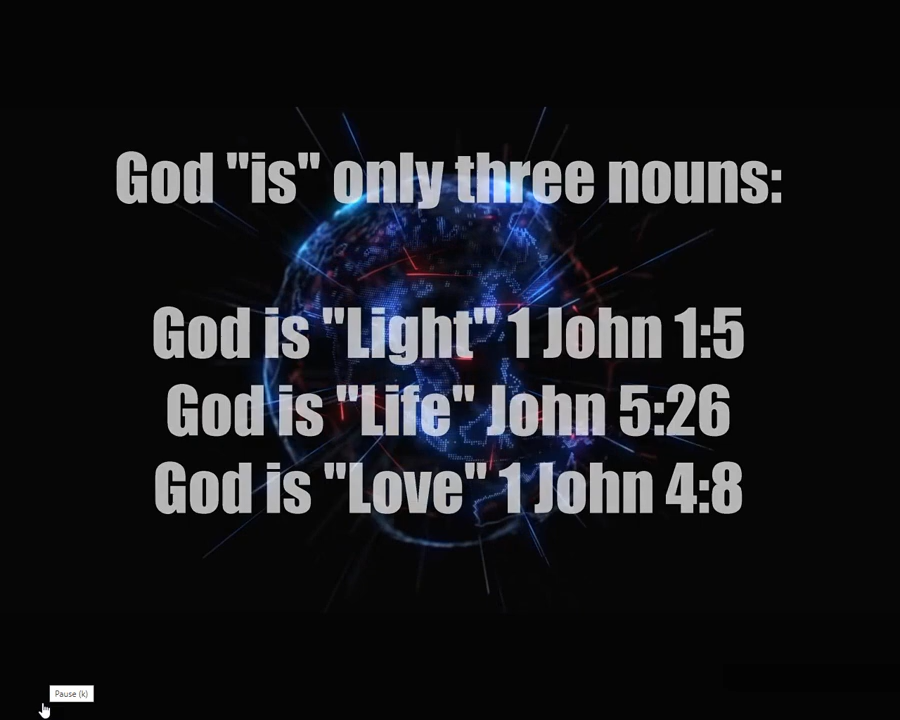 God "is" only three nouns:
God is "Light" 1 John 1:5
God is "Life" John 5:26
God is "Love" 1 John 4:8
Pause (k)